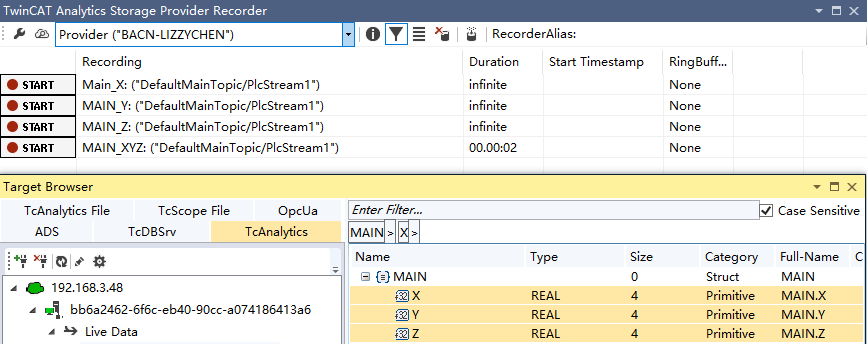 TwinCAT Analytics Storage Provider Recorder
Provider ("BACN-LIZZYCHEN") RecorderAlias:
Recording Duration Start Timestamp RingBuff...
START Main_X: ("DefaultMainTopic/PlcStream1") infinite None
START MAIN_Y: ("DefaultMainTopic/PlcStream1") infinite None
START MAIN_Z: ("DefaultMainTopic/PlcStream1") infinite None
START MAIN_XYZ: ("DefaultMainTopic/PlcStream1") 00.00:02 None
Target Browser
TcAnalytics File TcScope File OpcUa
ADS TcDBSrv TcAnalytics
192.168.3.48
bb6a2462-6f6c-eb40-90cc-a074186413a6
Live Data
Enter Filter... Case Sensitive
MAIN > X >
Name Type Size Category Full-Name C
MAIN 0 Struct MAIN
X REAL 4 Primitive MAIN.X
Y REAL 4 Primitive MAIN.Y
Z REAL 4 Primitive MAIN.Z